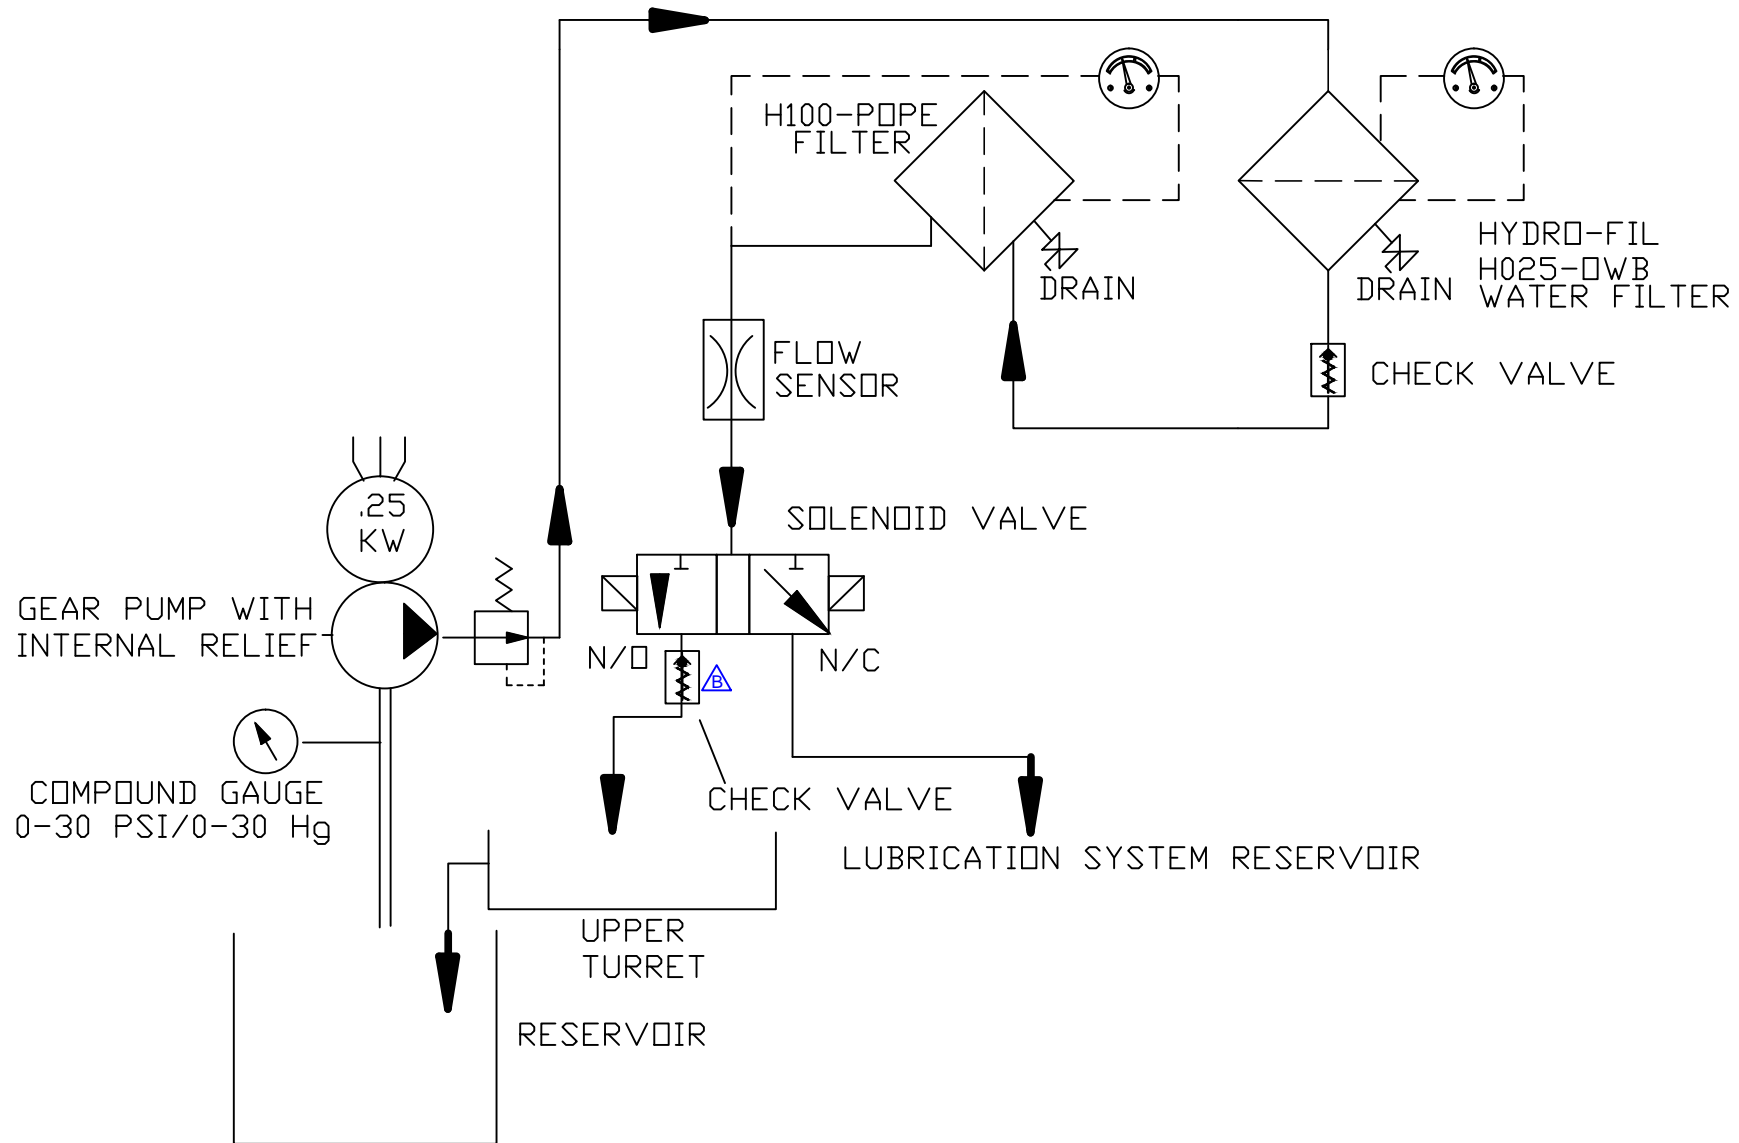 H100-POPE
FILTER
DRAIN
HYDRO-FIL
H025-OWB
WATER FILTER
DRAIN
FLOW
SENSOR
CHECK VALVE
.25
KW
SOLENOID VALVE
GEAR PUMP WITH
INTERNAL RELIEF
N/O
N/C
B
COMPOUND GAUGE
0-30 PSI/0-30 Hg
CHECK VALVE
LUBRICATION SYSTEM RESERVOIR
UPPER
TURRET
RESERVOIR